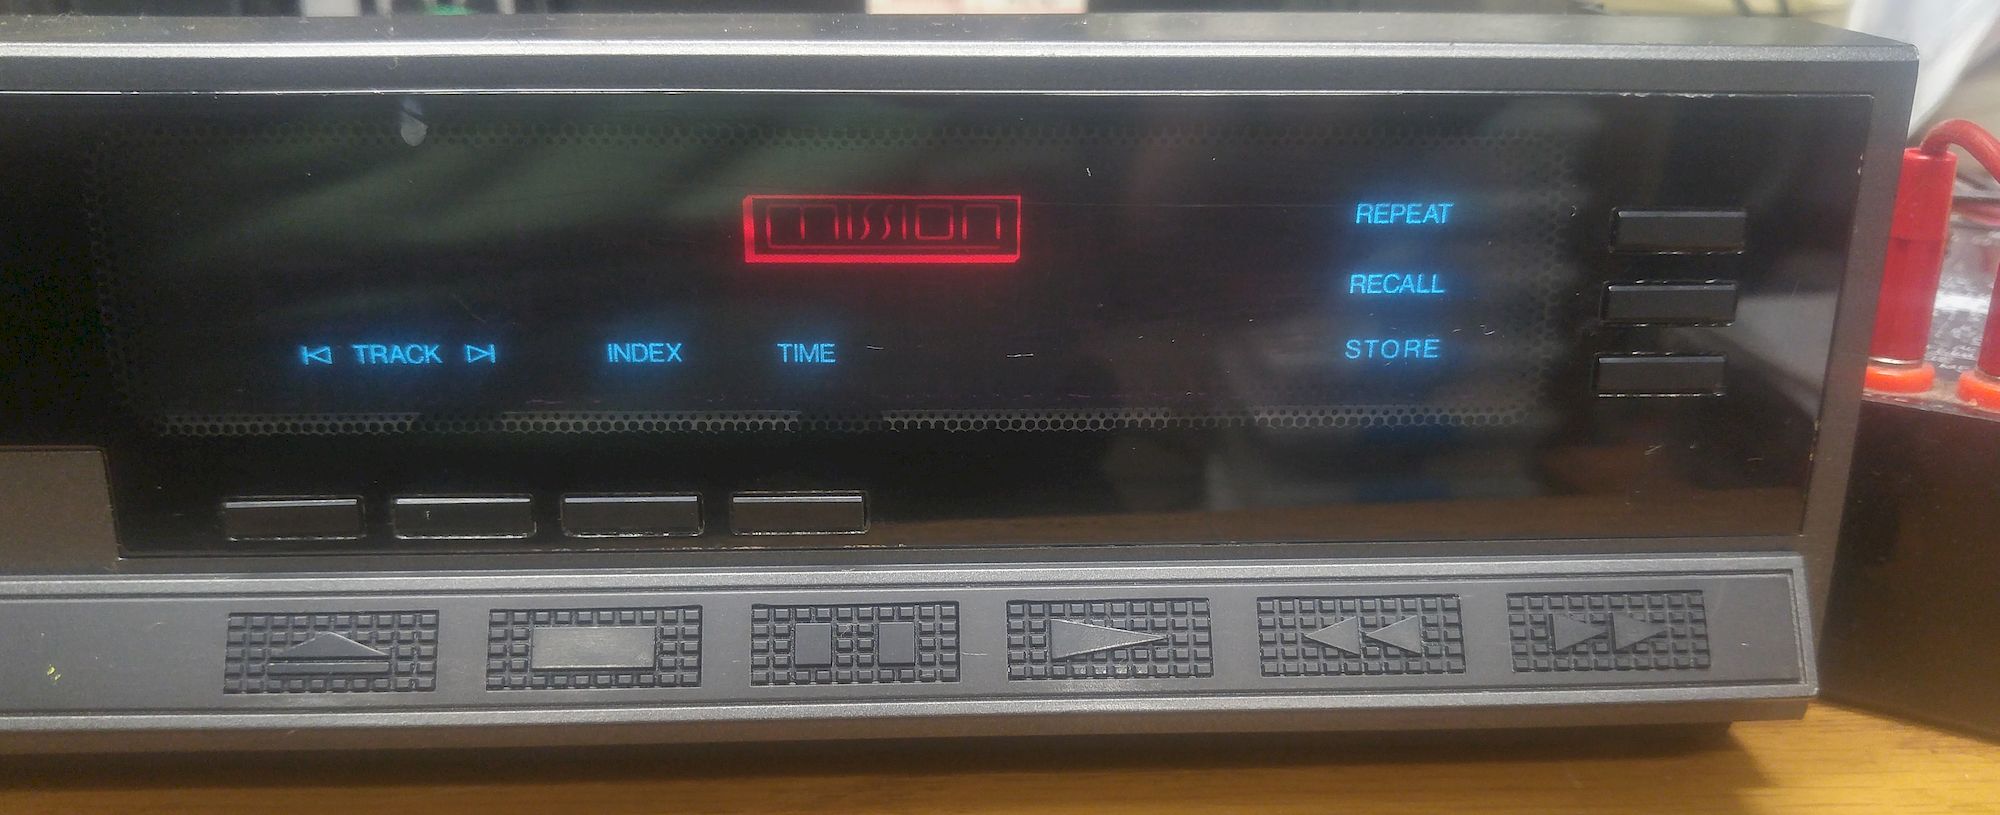 mission
REPEAT
RECALL
TRACK INDEX TIME
STORE